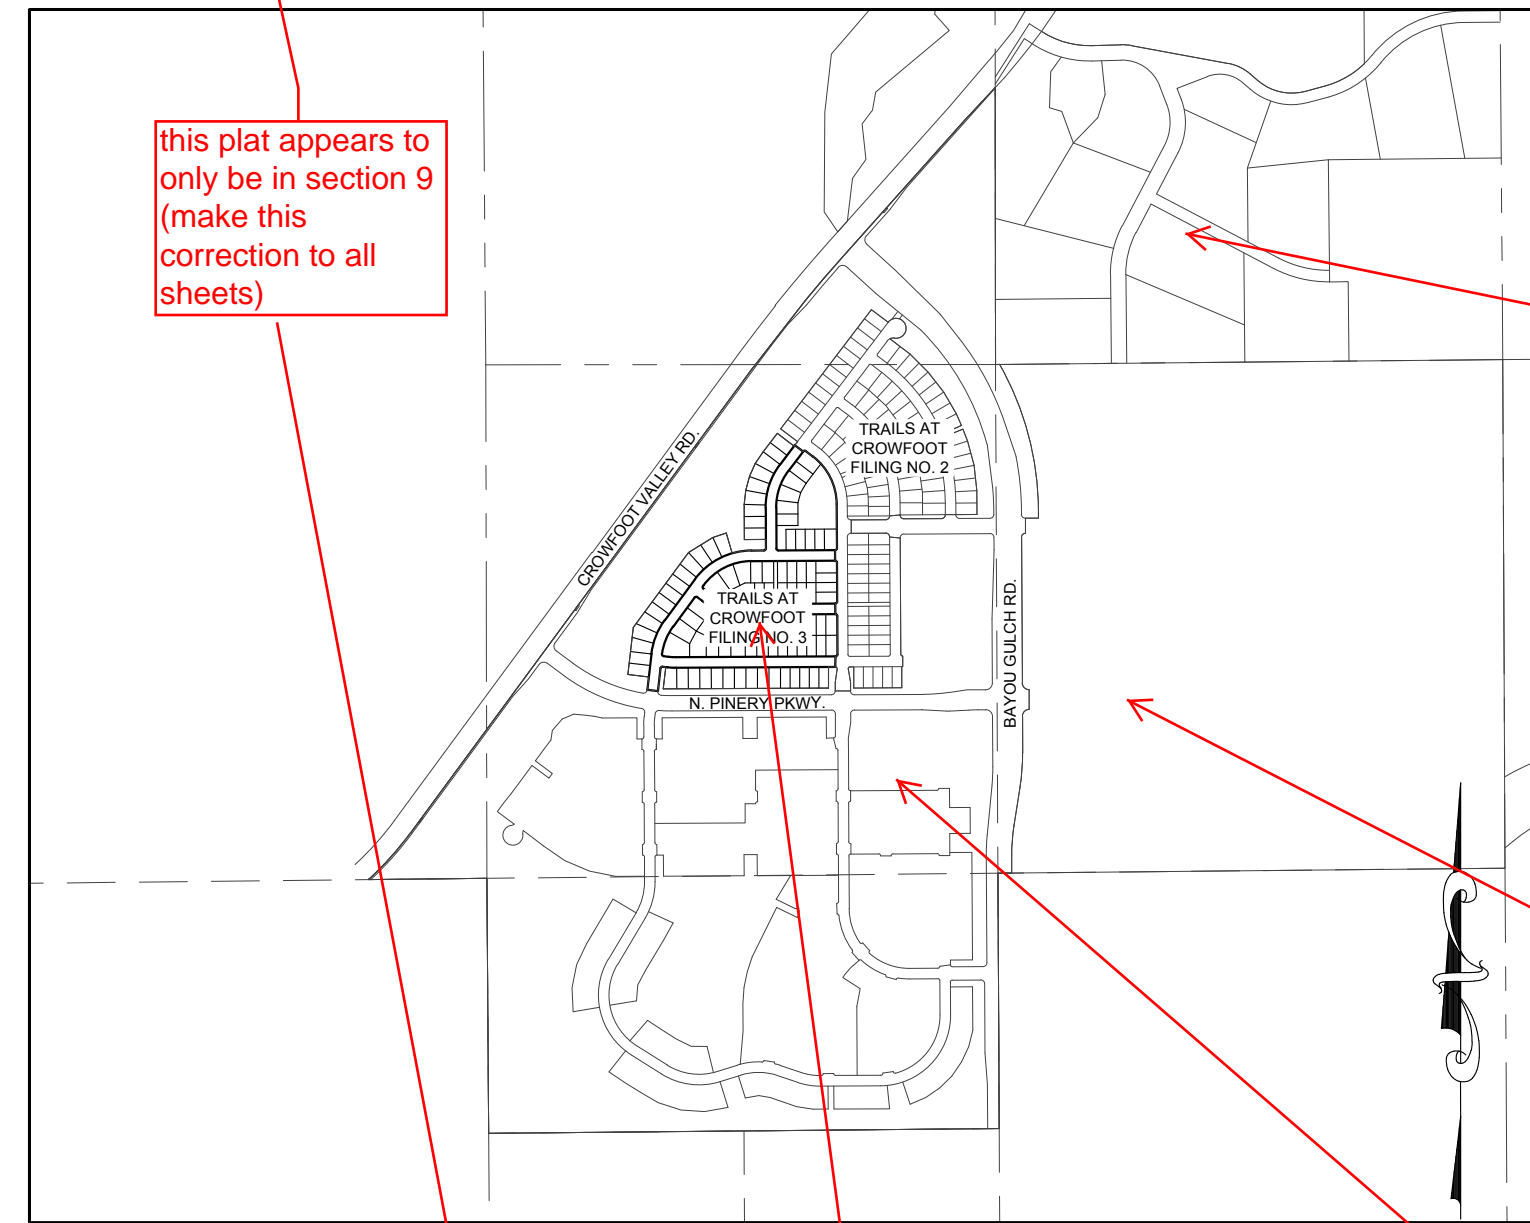 this plat appears to
only be in section 9
(make this
correction to all
sheets)
TRAILS AT
CROWFOOT
FILING NO. 2
CROWFOOT VALLEY RD.
TRAILS AT
CROWFOOT
FILING NO. 3
BAYOU GULCH RD.
N. PINERY PKWY.